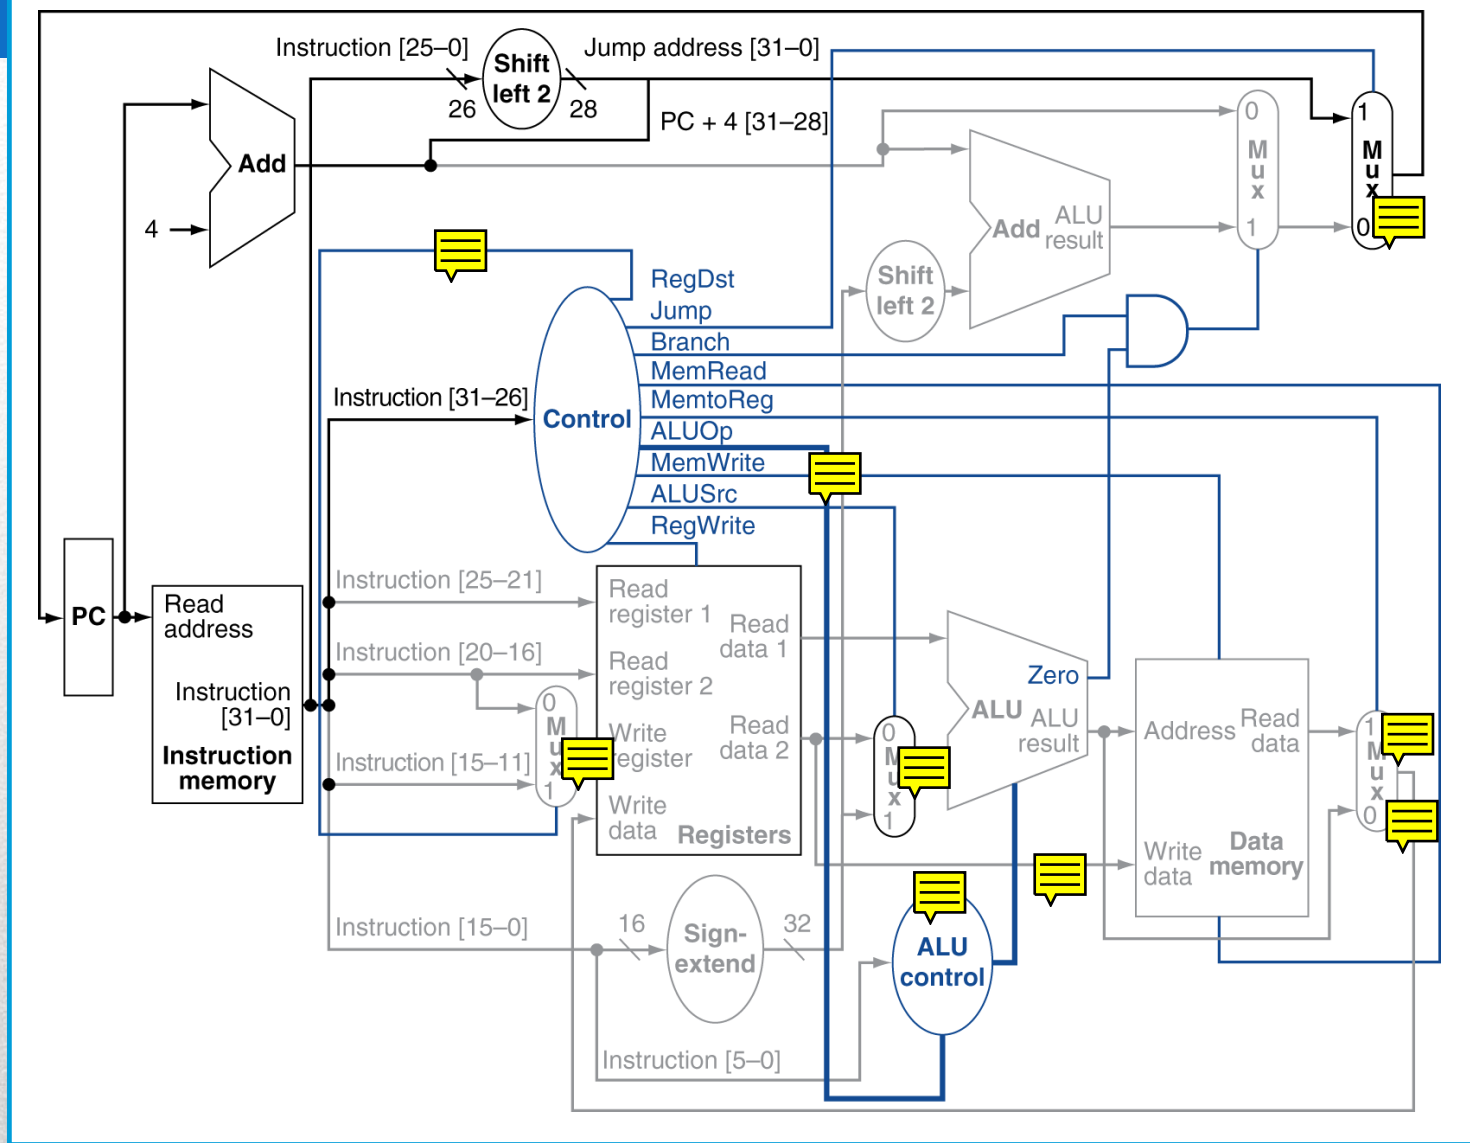 Instruction [25–0]
Shift
left 2
Jump address [31–0]
26
28
PC + 4 [31–28]
Add
4
0
M
u
x
1
1
M
u
x
0
Add
ALU
result
Shift
left 2
RegDst
Jump
Branch
MemRead
MemtoReg
ALUOp
MemWrite
ALUSrc
RegWrite
Instruction [31–26]
Control
PC
Read
address
Instruction
[31–0]
Instruction
memory
Instruction [25–21]
Instruction [20–16]
Instruction [15–11]
0
M
u
x
1
Read
register 1
Read
register 2
Write
register
Write
data
Read
data 1
Read
data 2
Registers
0
M
u
x
1
Zero
ALU
ALU
result
Address
Read
data
Write
data
Data
memory
1
M
u
x
0
Instruction [15–0]
16
Sign-
extend
32
ALU
control
Instruction [5–0]